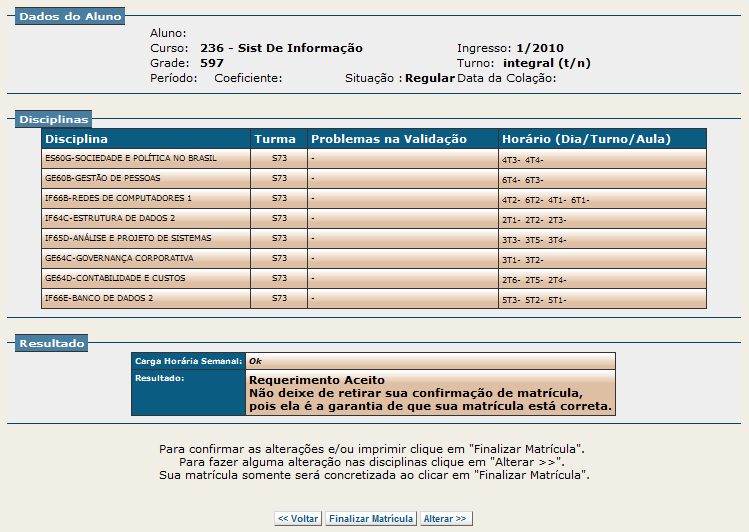 Dados do Aluno
Aluno:
Curso: 236 - Sist De Informação Ingresso: 1/2010
Grade: 597 Turno: integral (t/n)
Período: Coeficiente: Situação : Regular Data da Colação:
Disciplinas
Disciplina Turma Problemas na Validação Horário (Dia/Turno/Aula)
ES60G-SOCIEDADE E POLÍTICA NO BRASIL S73 - 4T3- 4T4-
GE60B-GESTÃO DE PESSOAS S73 - 6T4- 6T3-
IF66B-REDES DE COMPUTADORES 1 S73 - 4T2- 6T2- 4T1- 6T1-
IF64C-ESTRUTURA DE DADOS 2 S73 - 2T1- 2T2- 2T3-
IF65D-ANÁLISE E PROJETO DE SISTEMAS S73 - 3T3- 3T5- 3T4-
GE64C-GOVERNANÇA CORPORATIVA S73 - 3T1- 3T2-
GE64D-CONTABILIDADE E CUSTOS S73 - 2T6- 2T5- 2T4-
IF66E-BANCO DE DADOS 2 S73 - 5T3- 5T2- 5T1-
Resultado
Carga Horária Semanal: Ok
Resultado: Requerimento Aceito
Não deixe de retirar sua confirmação de matrícula,
pois ela é a garantia de que sua matrícula está correta.
Para confirmar as alterações e/ou imprimir clique em "Finalizar Matrícula".
Para fazer alguma alteração nas disciplinas clique em "Alterar >>".
Sua matrícula somente será concretizada ao clicar em "Finalizar Matrícula".
<< Voltar Finalizar Matrícula Alterar >>